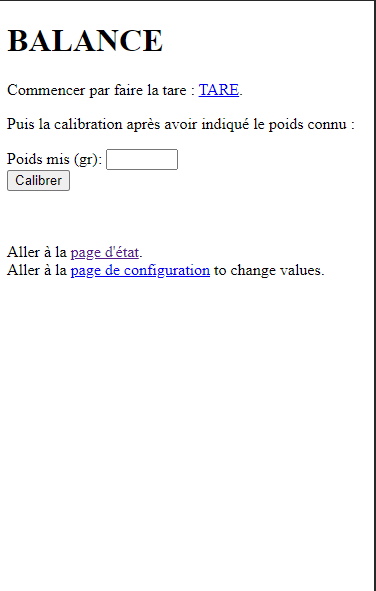 BALANCE
Commencer par faire la tare : TARE.
Puis la calibration après avoir indiqué le poids connu :
Poids mis (gr):
Calibrer
Aller à la page d'état.
Aller à la page de configuration to change values.